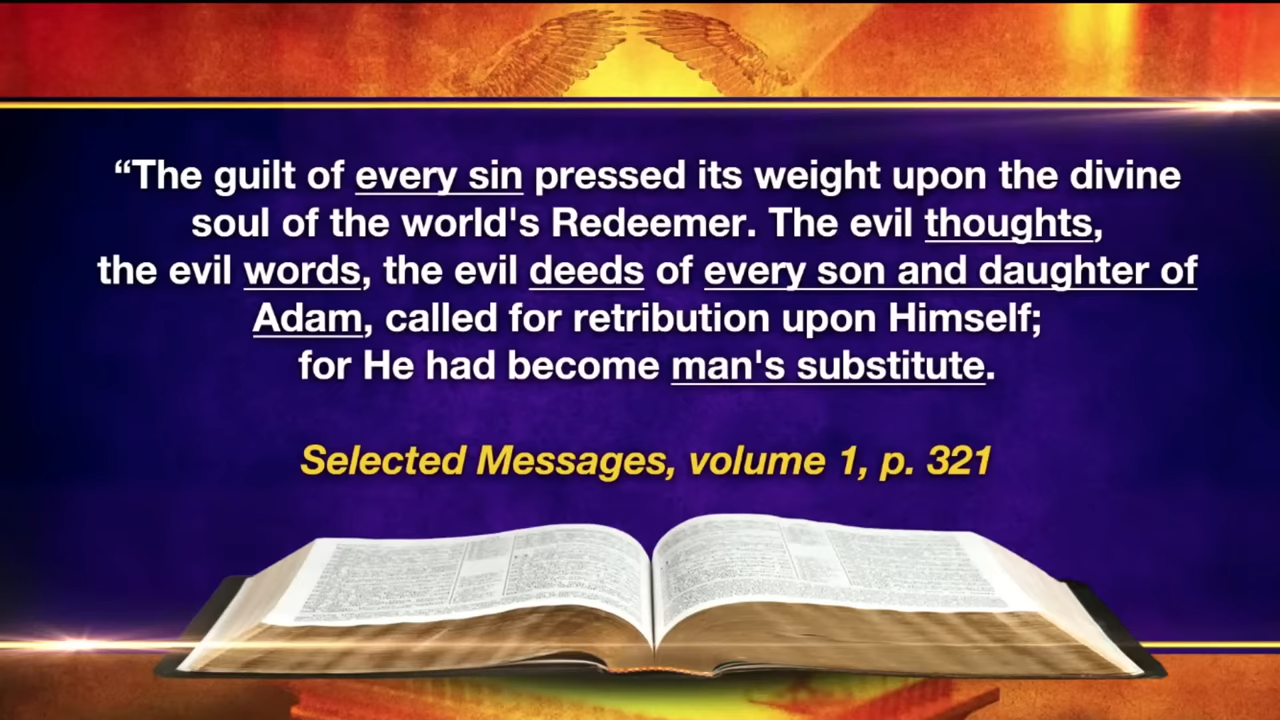 “The guilt of every sin pressed its weight upon the divine
soul of the world's Redeemer. The evil thoughts,
the evil words, the evil deeds of every son and daughter of
Adam, called for retribution upon Himself;
for He had become man's substitute.
Selected Messages, volume 1, p. 321